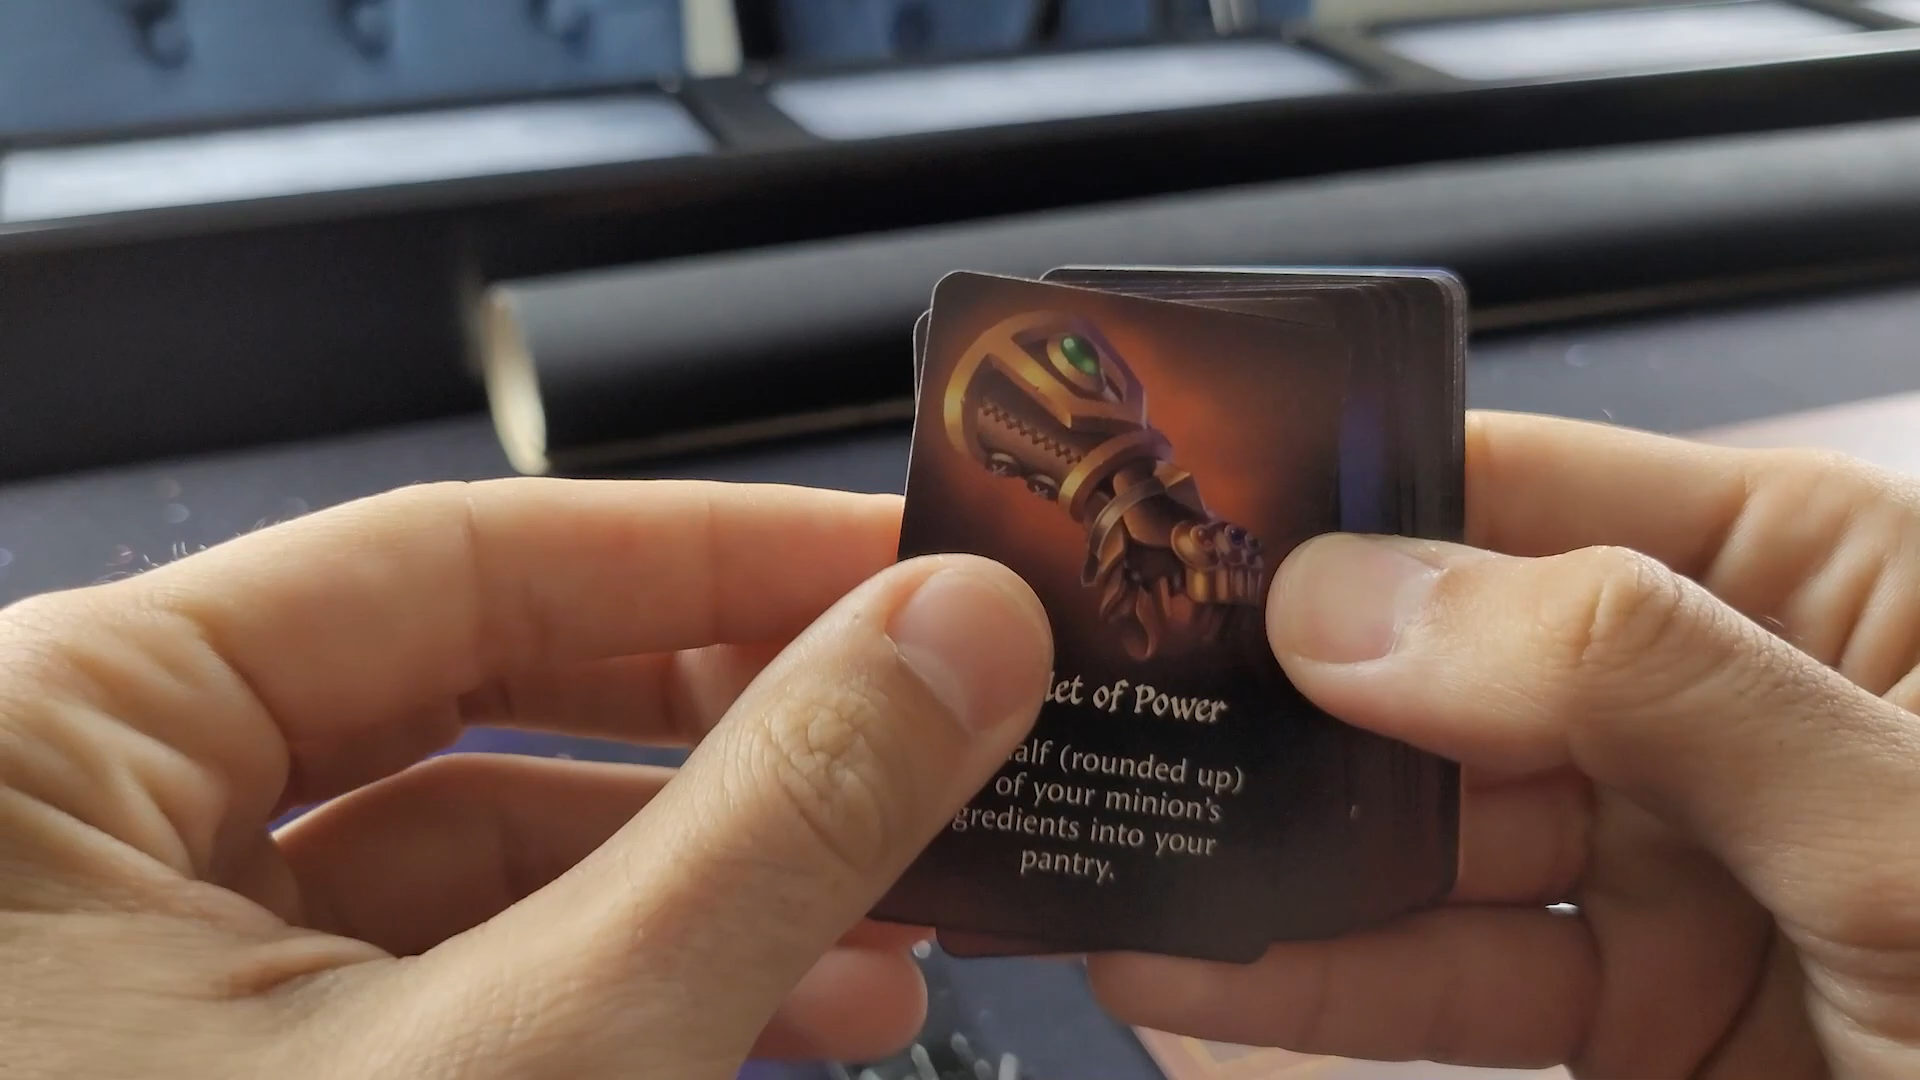 let of Power
alf (rounded up)
of your minion's
gredients into your
pantry.